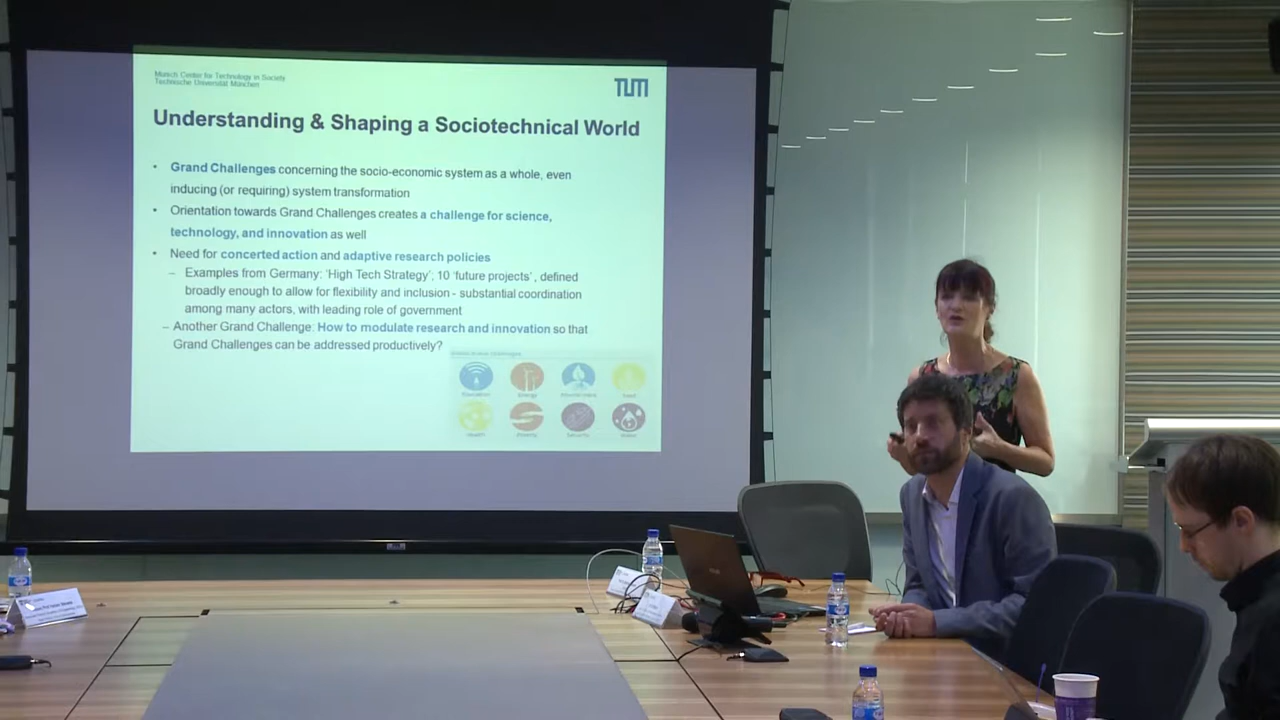 Munich Center for Technology in Society
Technische Universität München
TUM
Understanding & Shaping a Sociotechnical World
• Grand Challenges concerning the socio-economic system as a whole, even
inducing (or requiring) system transformation
• Orientation towards Grand Challenges creates a challenge for science,
technology, and innovation as well
• Need for concerted action and adaptive research policies
– Examples from Germany: 'High Tech Strategy'; 10 'future projects', defined
broadly enough to allow for flexibility and inclusion - substantial coordination
among many actors, with leading role of government
– Another Grand Challenge: How to modulate research and innovation so that
Grand Challenges can be addressed productively?
Education Energy Food
Health Poverty Security Water